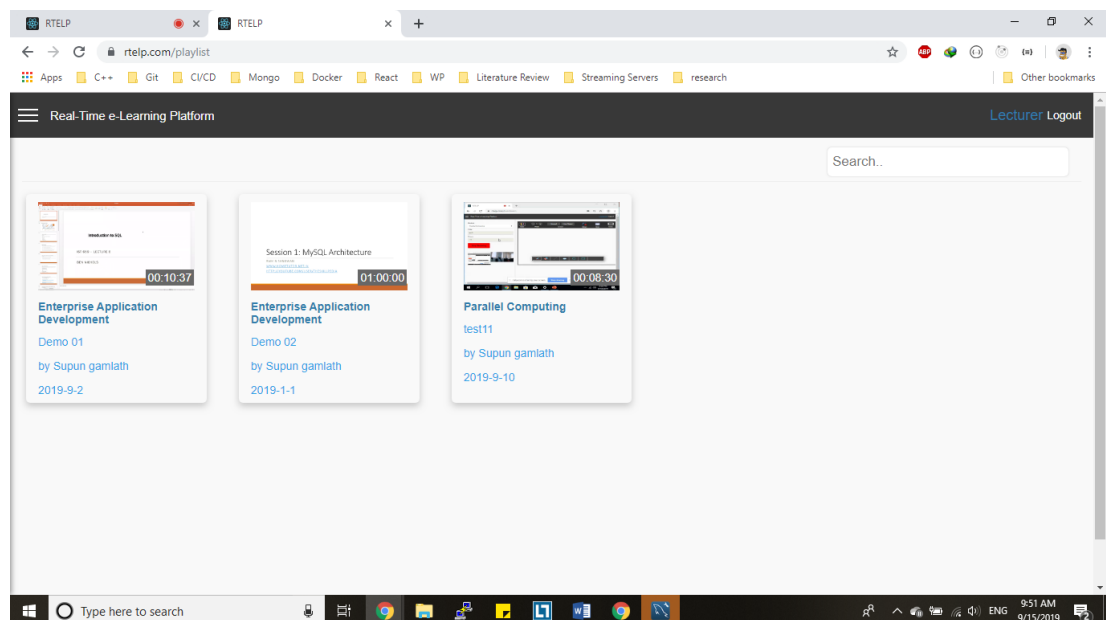 RTELP
RTELP
rtelp.com/playlist
ABP
Apps C++ Git CI/CD Mongo Docker React WP Literature Review Streaming Servers research Other bookmarks
Real-Time e-Learning Platform
Lecturer Logout
Search..
Introduction to SQL
00:10:37
Session 1: MySQL Architecture
01:00:00
00:08:30
Enterprise Application
Development
Demo 01
by Supun gamlath
2019-9-2
Enterprise Application
Development
Demo 02
by Supun gamlath
2019-1-1
Parallel Computing
test11
by Supun gamlath
2019-9-10
Type here to search
ENG
9:51 AM
9/15/2019